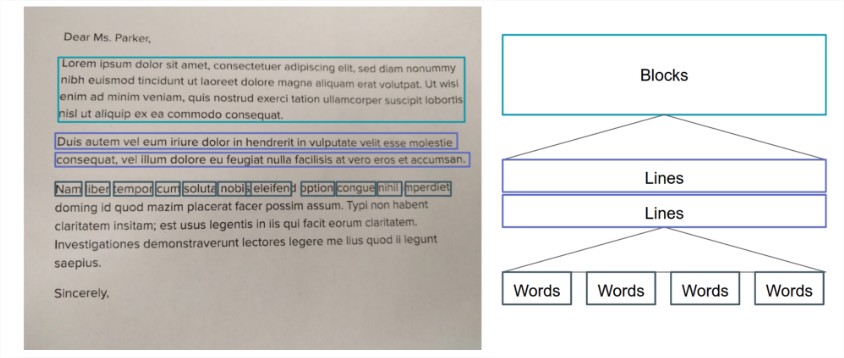 Dear Ms. Parker,
Lorem ipsum dolor sit amet, consectetuer adipiscing elit, sed diam nonummy
nibh euismod tincidunt ut laoreet dolore magna aliquam erat volutpat. Ut wisi
enim ad minim veniam, quis nostrud exerci tation ullamcorper suscipit lobortis
nisl ut aliquip ex ea commodo consequat.
Duis autem vel eum iriure dolor in hendrerit in vulputate velit esse molestie
consequat, vel illum dolore eu feugiat nulla facilisis at vero eros et accumsan.
Nam liber tempor cum soluta nobis eleifend option congue nihil imperdiet
doming id quod mazim placerat facer possim assum. Typi non habent
claritatem insitam; est usus legentis in iis qui facit eorum claritatem.
Investigationes demonstraverunt lectores legere me lius quod ii legunt
saepius.
Sincerely,
Blocks
Lines
Lines
Words Words Words Words